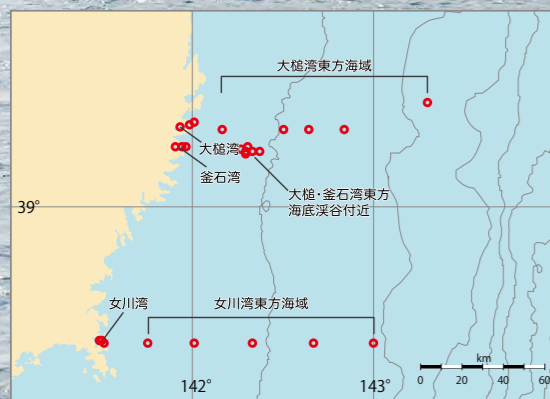 大槌湾東方海域
大槌湾
釜石湾
大槌・釜石湾東方
海底渓谷付近
39°
女川湾
女川湾東方海域
km
0 20 40 60
142°
143°